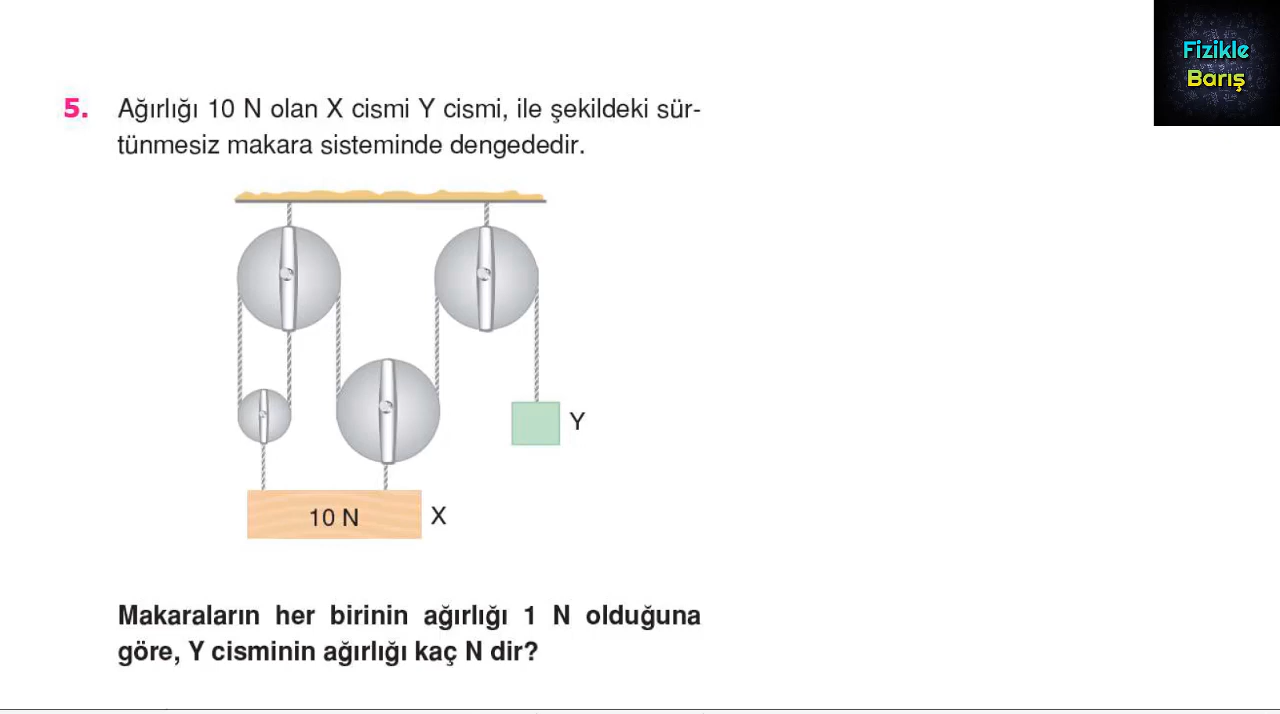 Fizikle
Barış
5. Ağırlığı 10 N olan X cismi Y cismi, ile şekildeki sür-
tünmesiz makara sisteminde dengededir.
Y
10 N
X
Makaraların her birinin ağırlığı 1 N olduğuna
göre, Y cisminin ağırlığı kaç N dir?